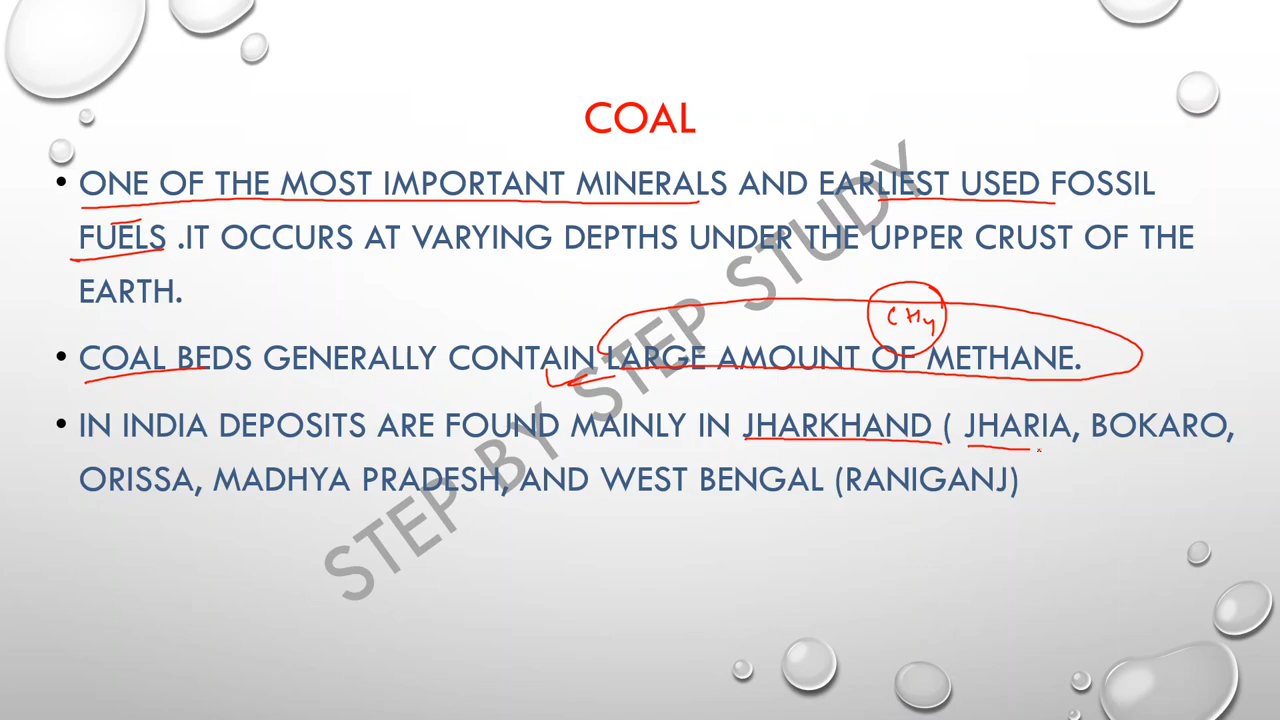 COAL
• ONE OF THE MOST IMPORTANT MINERALS AND EARLIEST USED FOSSIL
FUELS .IT OCCURS AT VARYING DEPTHS UNDER THE UPPER CRUST OF THE
EARTH.
CH4
• COAL BEDS GENERALLY CONTAIN LARGE AMOUNT OF METHANE.
• IN INDIA DEPOSITS ARE FOUND MAINLY IN JHARKHAND ( JHARIA, BOKARO,
ORISSA, MADHYA PRADESH, AND WEST BENGAL (RANIGANJ)
STEP BY STEP STUDY